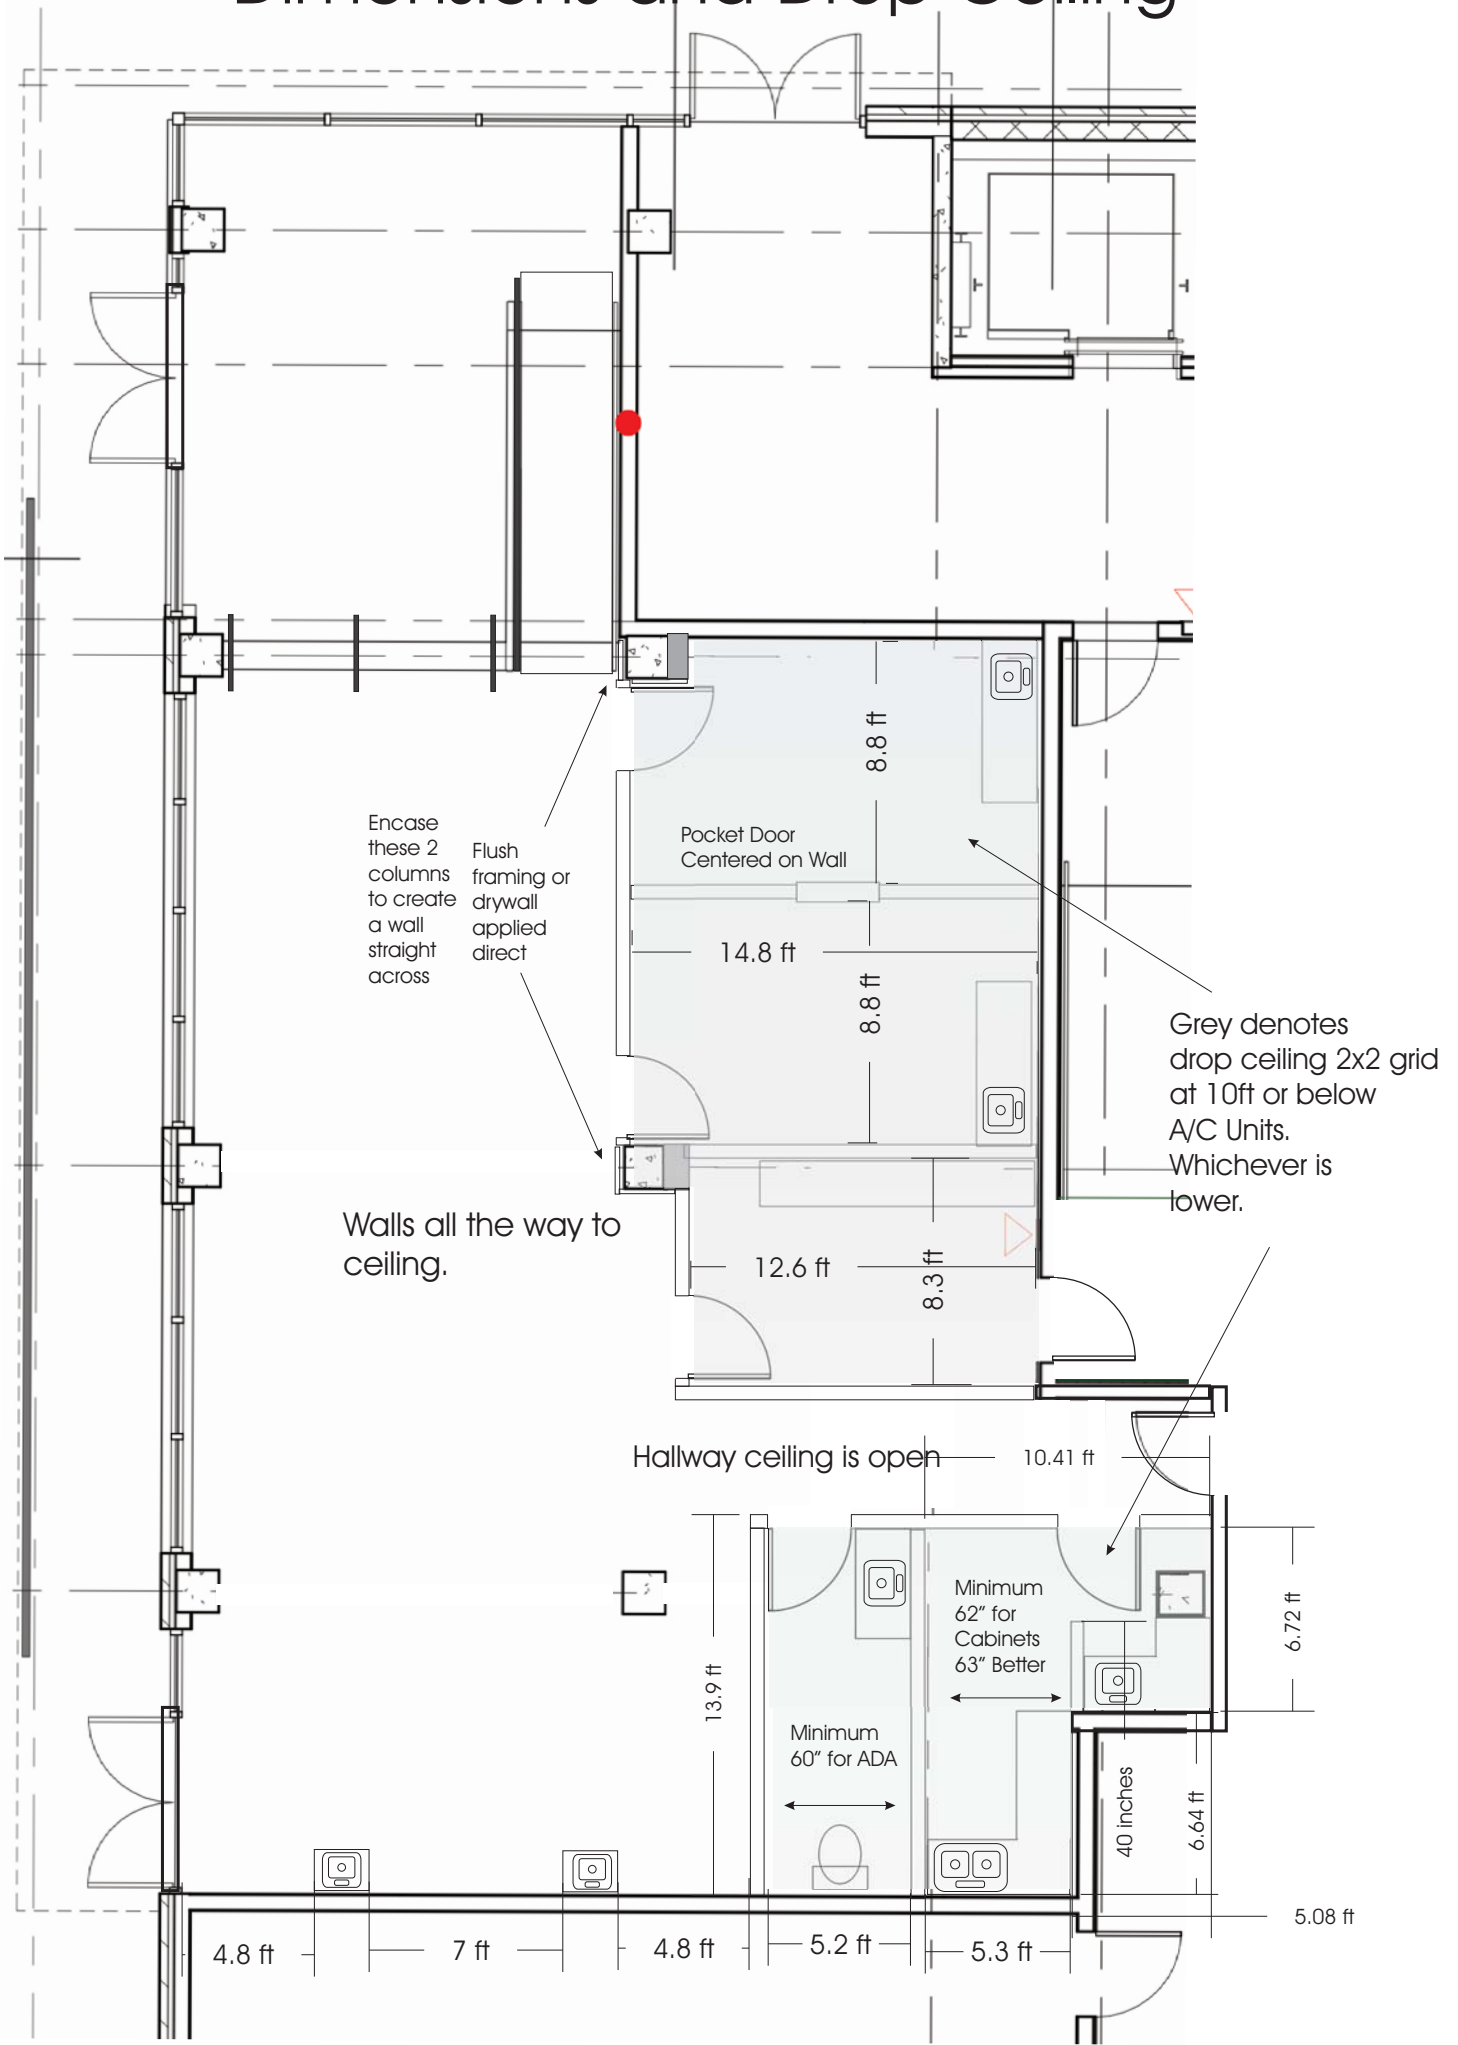 Dimensions and Drop Ceiling
8.8 ft
Encase
these 2
columns
to create
a wall
straight
across
Flush
framing or
drywall
applied
direct
Pocket Door
Centered on Wall
14.8 ft
8.8 ft
Grey denotes
drop ceiling 2x2 grid
at 10ft or below
A/C Units.
Whichever is
lower.
Walls all the way to
ceiling.
12.6 ft
8.3 ft
Hallway ceiling is open
10.41 ft
Minimum
62" for
Cabinets
63" Better
6.72 ft
13.9 ft
Minimum
60" for ADA
40 inches
6.64 ft
5.08 ft
4.8 ft
7 ft
4.8 ft
5.2 ft
5.3 ft